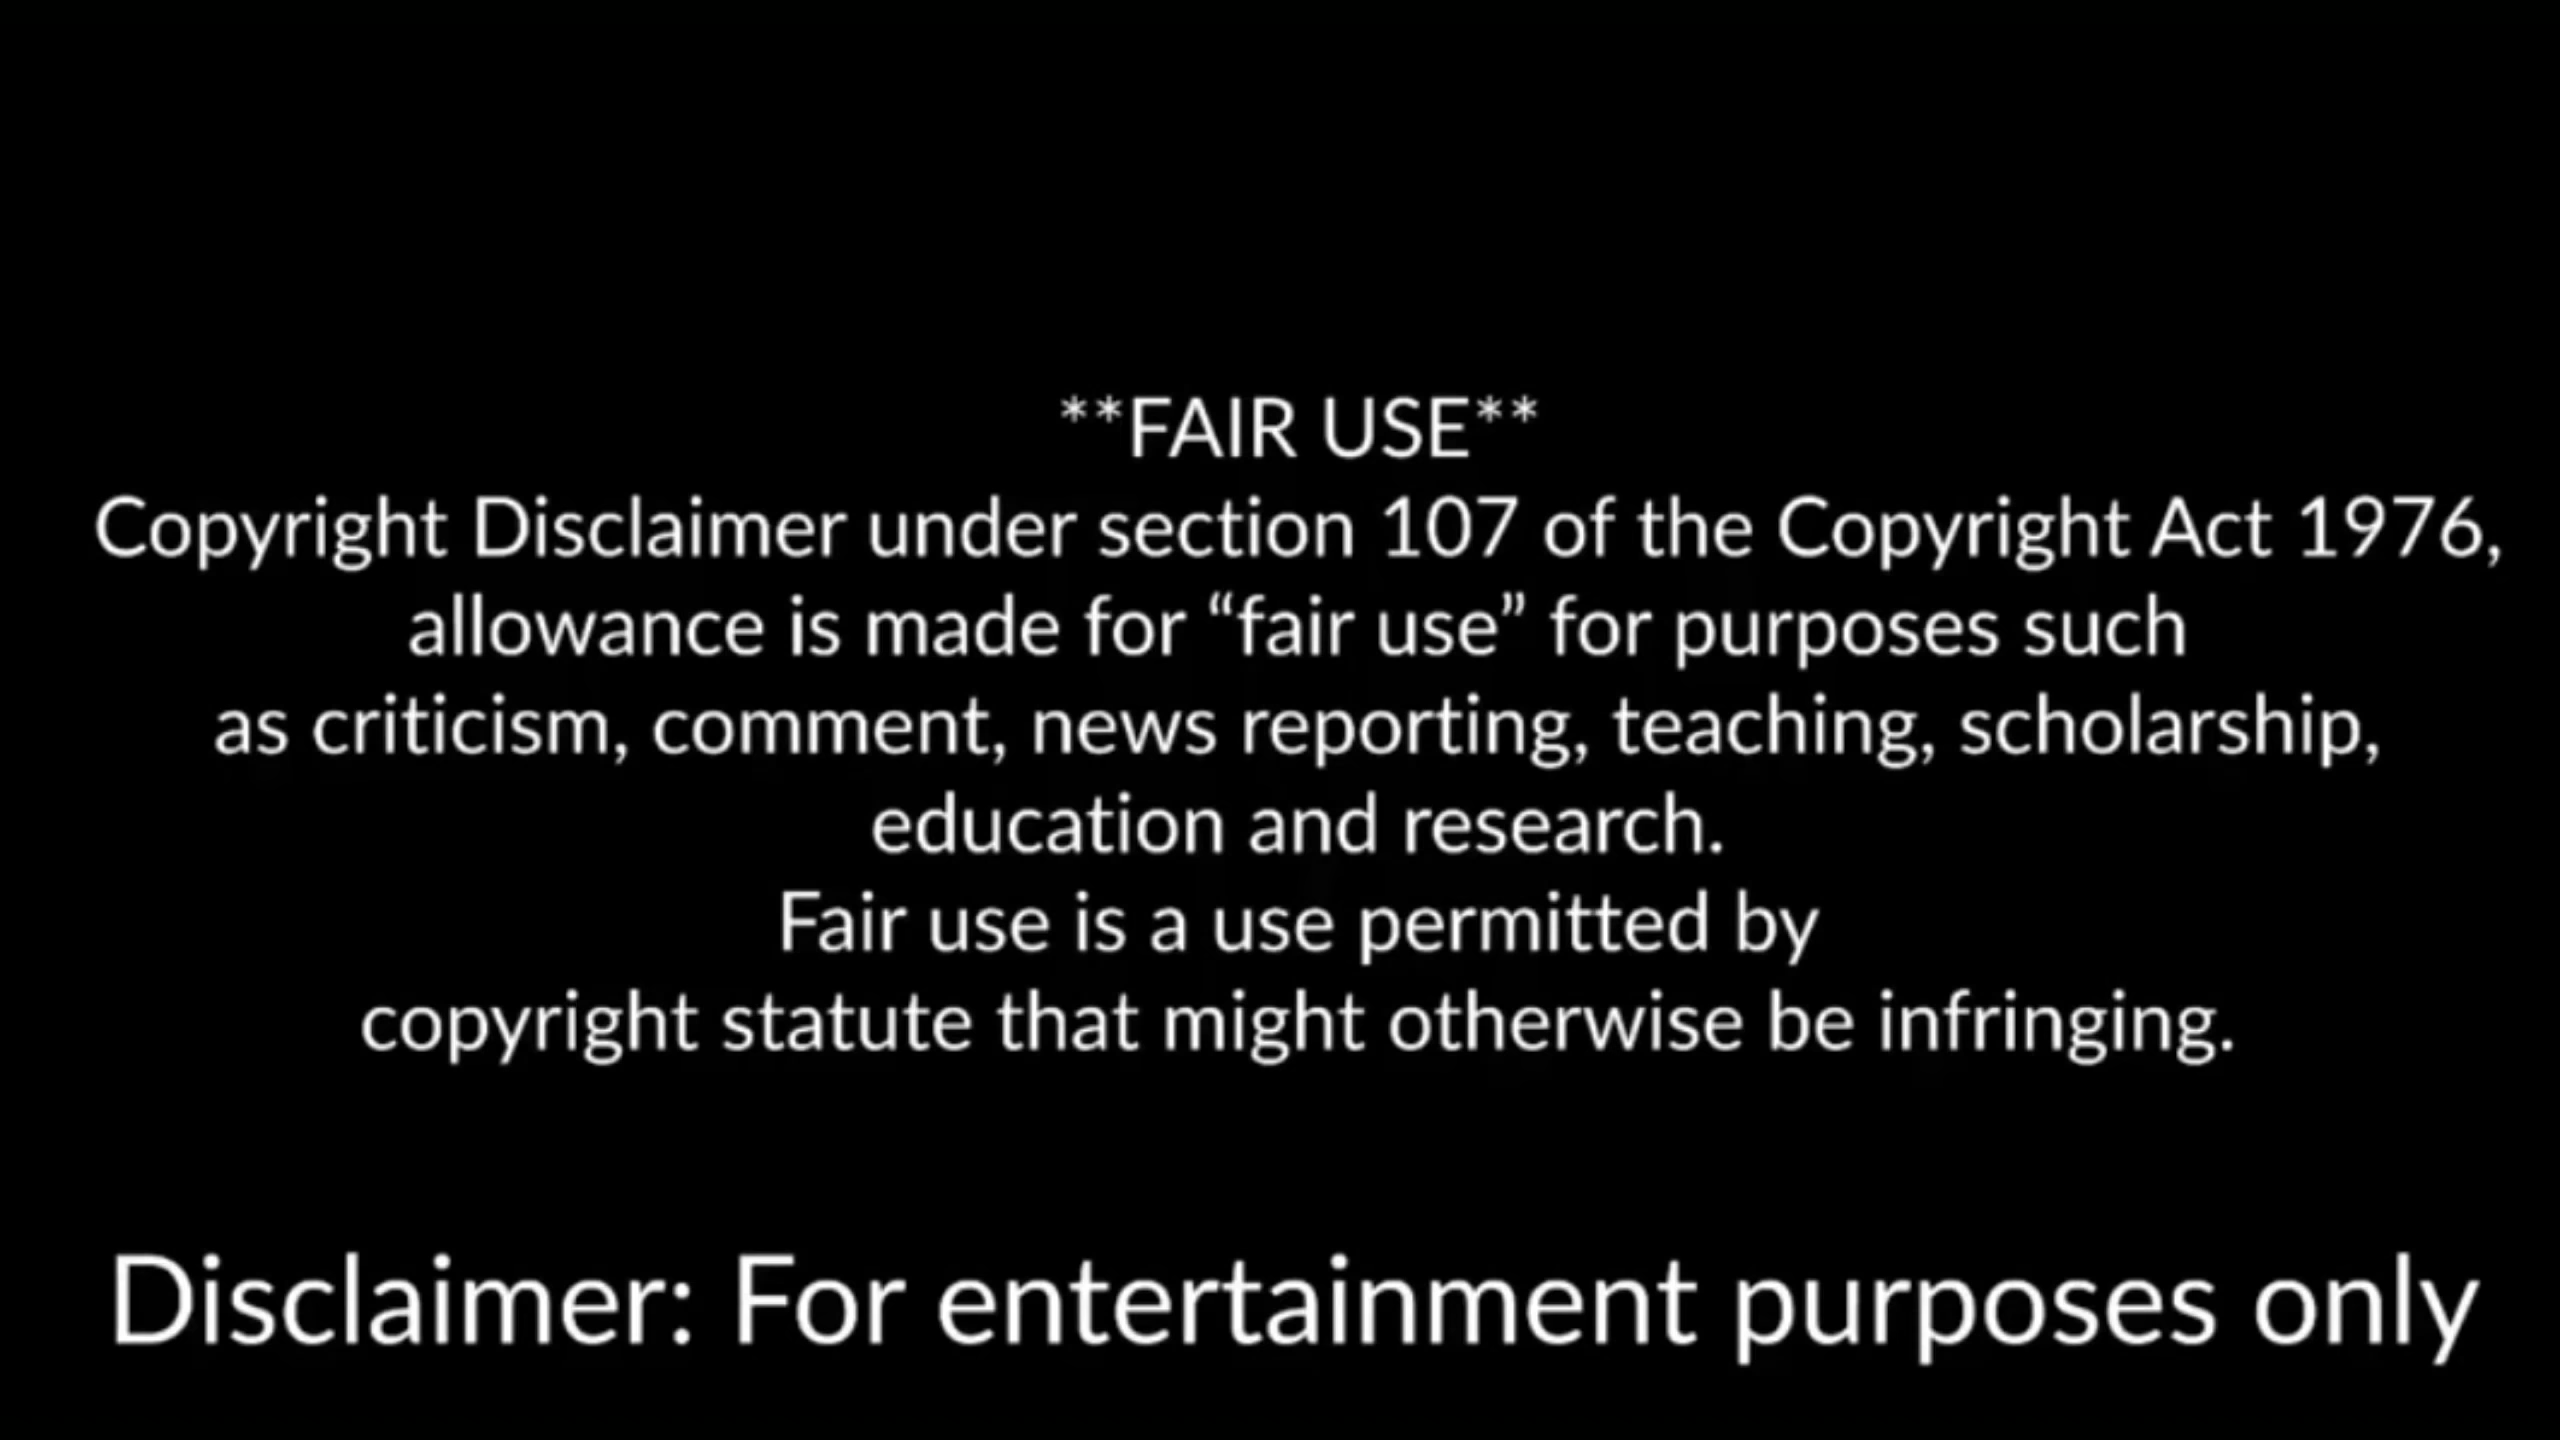 **FAIR USE**
Copyright Disclaimer under section 107 of the Copyright Act 1976,
allowance is made for “fair use” for purposes such
as criticism, comment, news reporting, teaching, scholarship,
education and research.
Fair use is a use permitted by
copyright statute that might otherwise be infringing.
Disclaimer: For entertainment purposes only